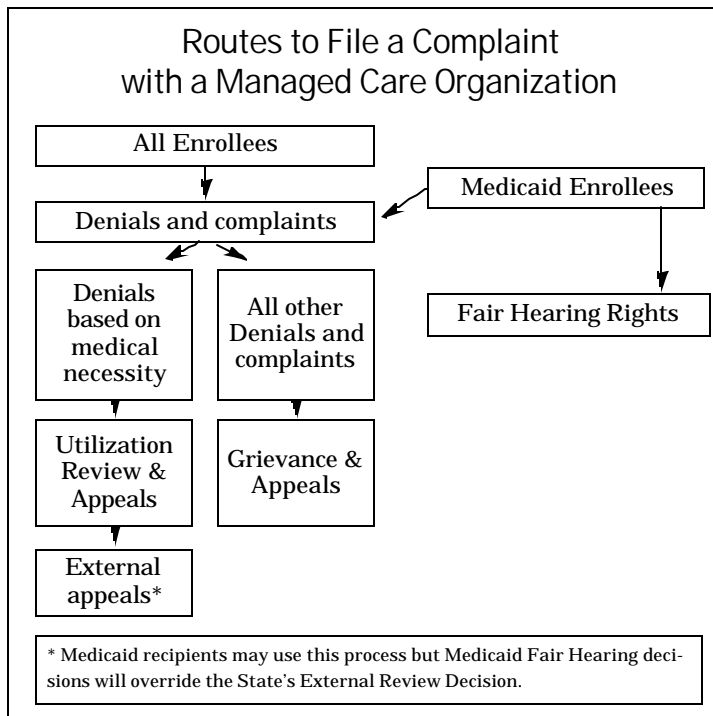 Routes to File a Complaint
with a Managed Care Organization
All Enrollees
Medicaid Enrollees
Denials and complaints
Denials
based on
medical
necessity
All other
Denials and
complaints
Fair Hearing Rights
Utilization
Review &
Appeals
Grievance &
Appeals
External
appeals*
* Medicaid recipients may use this process but Medicaid Fair Hearing deci-
sions will override the State's External Review Decision.